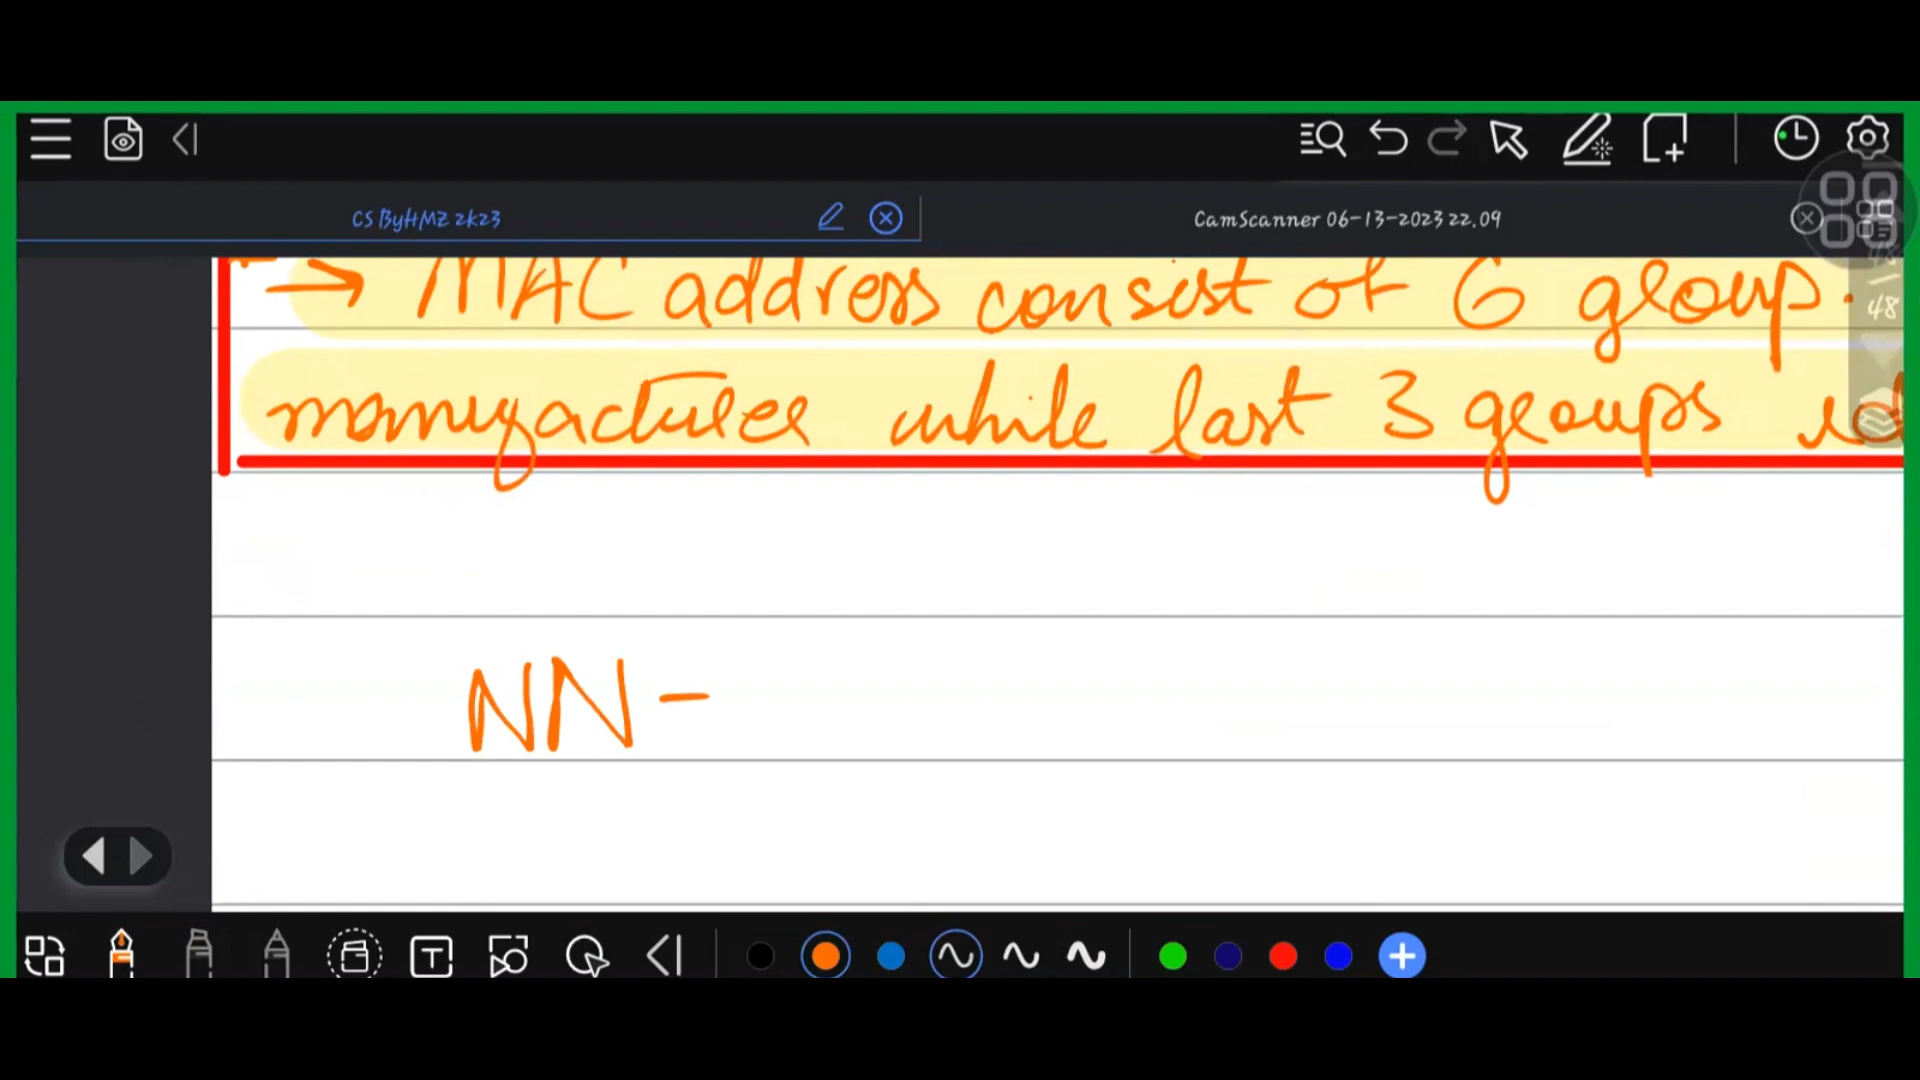 CS ByHMZ 2k23
CamScanner 06-13-2023 22.09
→ MAC address consist of 6 group.
48
manufacturer while last 3 groups id
NN-